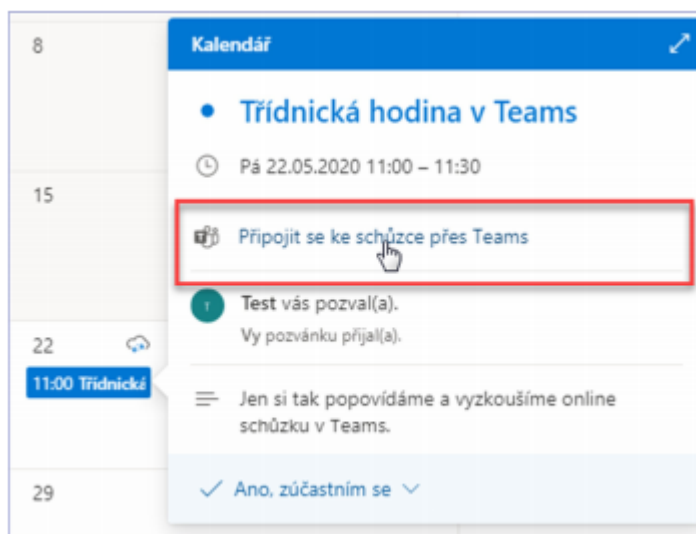 8
Kalendář
Třídnická hodina v Teams
Pá 22.05.2020 11:00 – 11:30
15
Připojit se ke schůzce přes Teams
T
Test vás pozval(a).
Vy pozvánku přijal(a).
22
11:00 Třídnická
Jen si tak popovídáme a vyzkoušíme online
schůzku v Teams.
29
Ano, zúčastním se